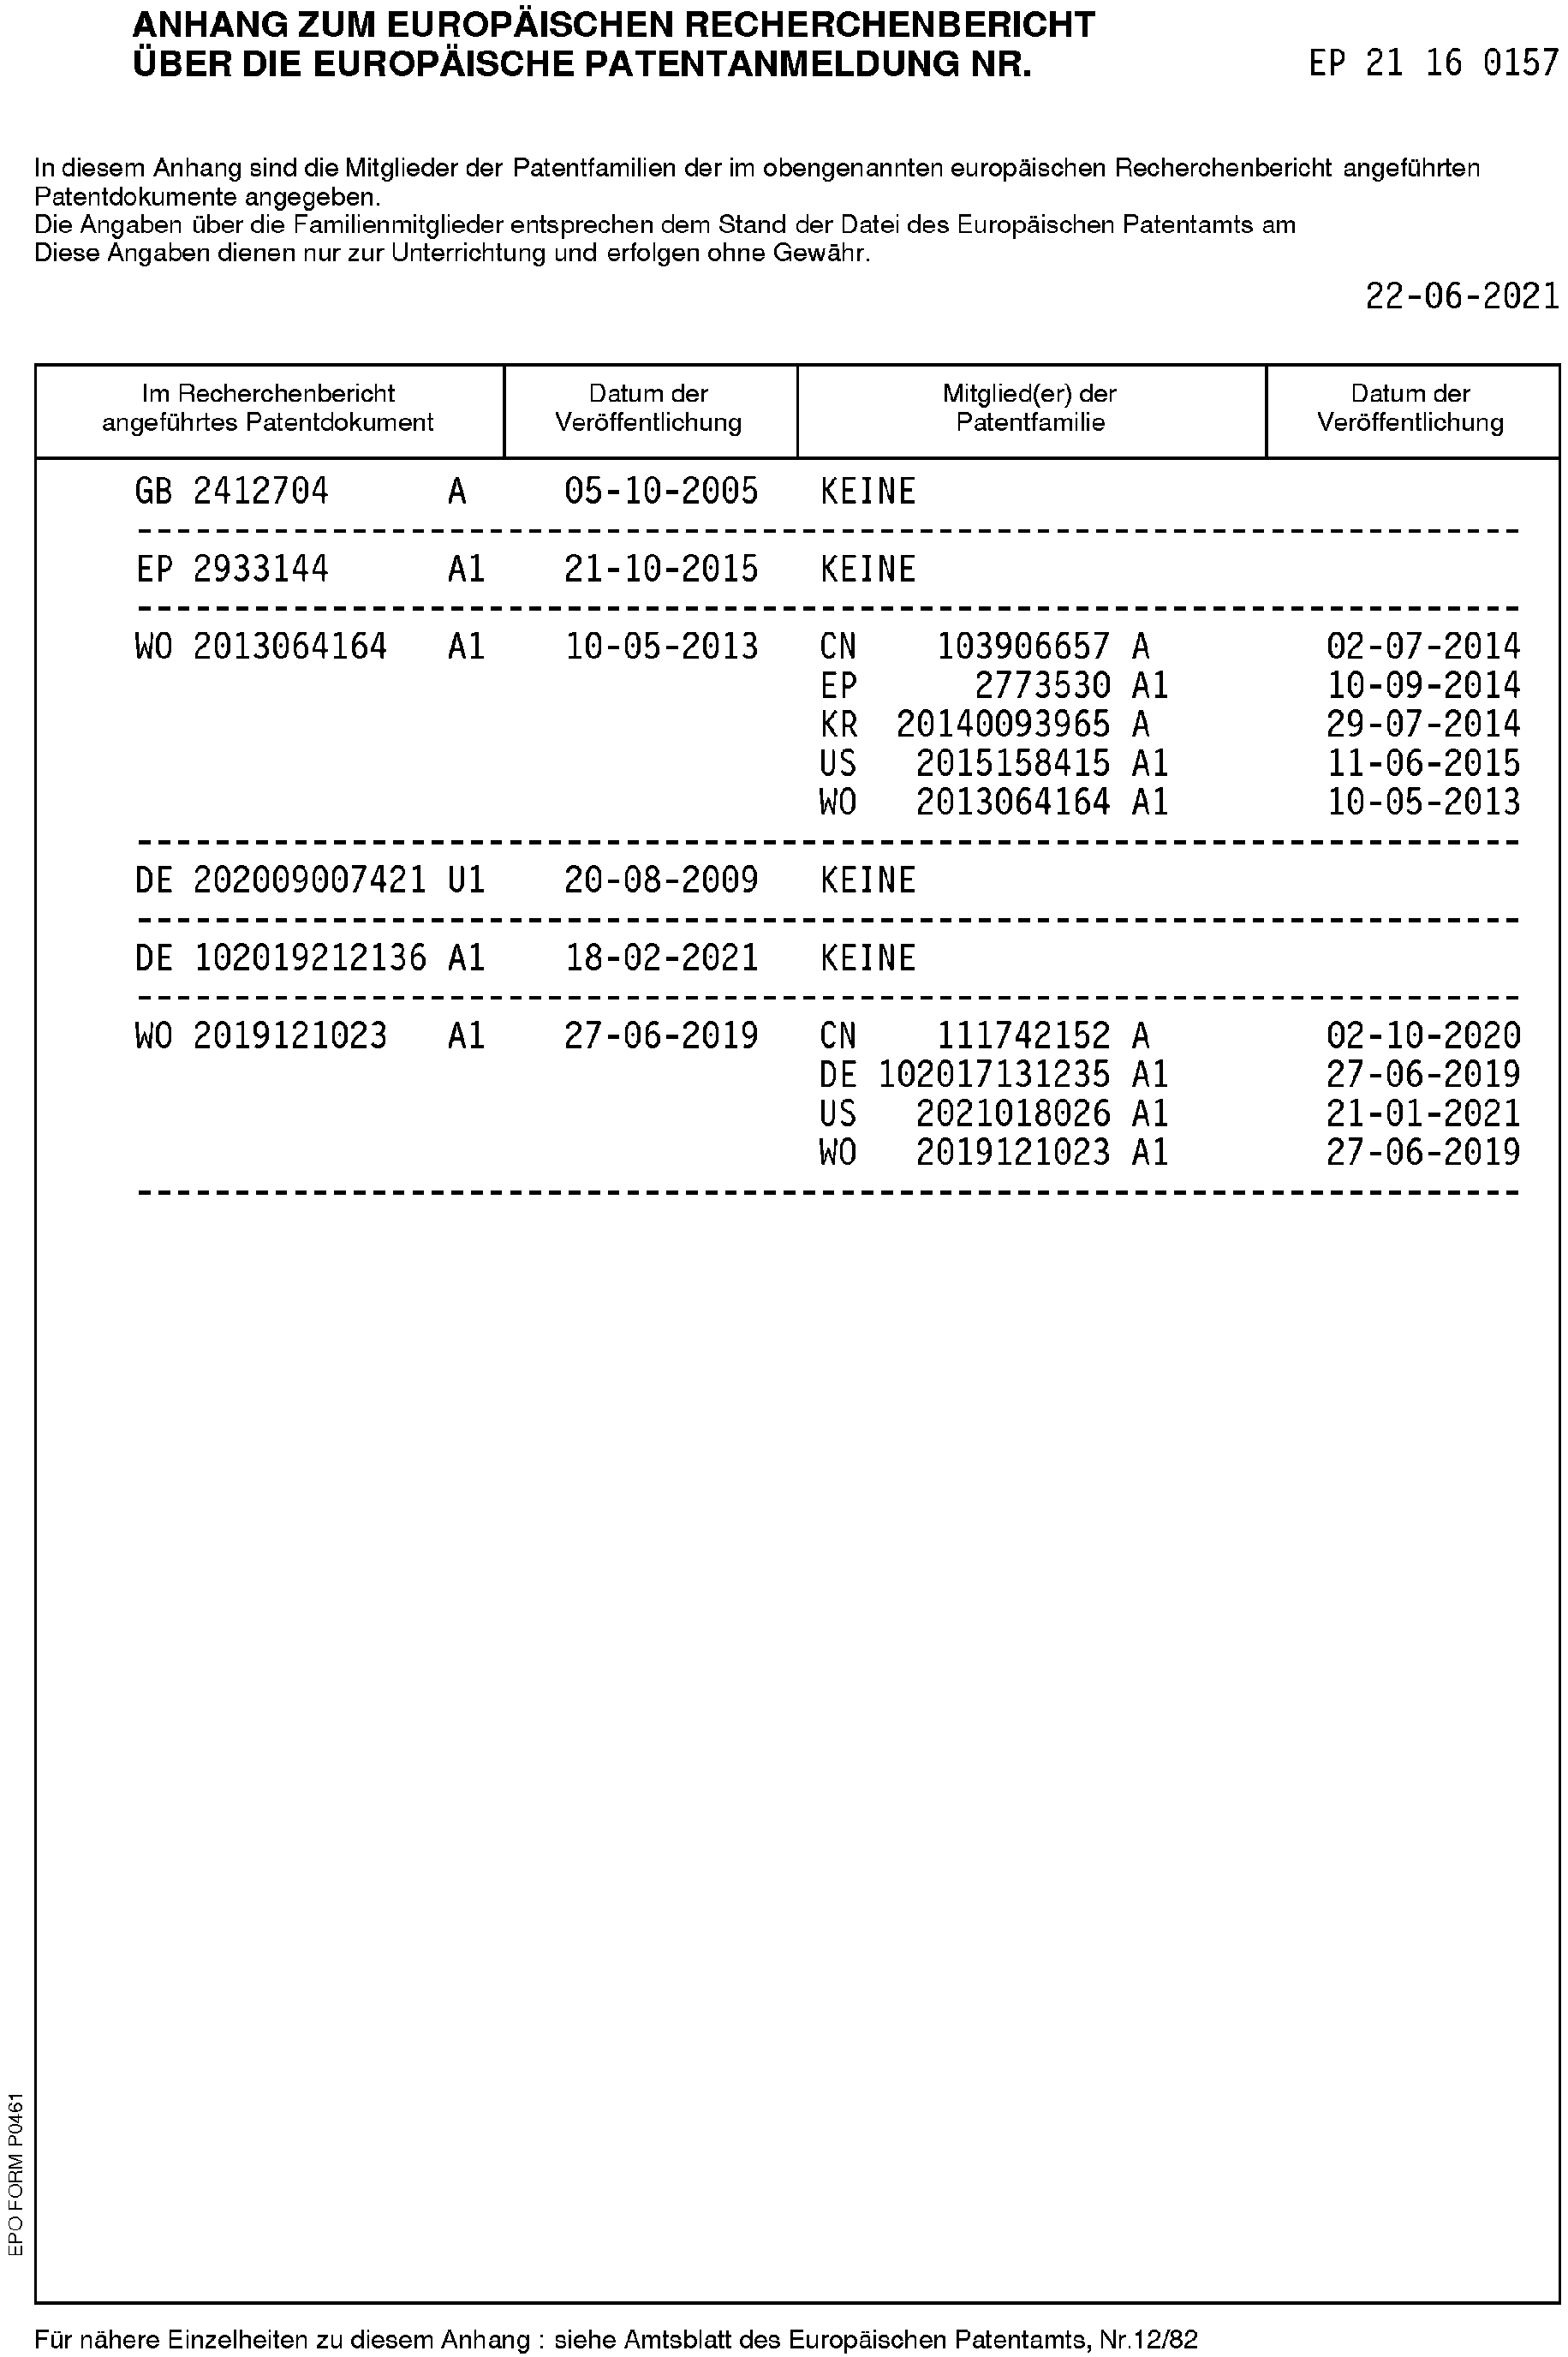 ANHANG ZUM EUROPÄISCHEN RECHERCHENBERICHT
ÜBER DIE EUROPÄISCHE PATENTANMELDUNG NR. EP 21 16 0157
In diesem Anhang sind die Mitglieder der Patentfamilien der im obengenannten europäischen Recherchenbericht angeführten
Patentdokumente angegeben.
Die Angaben über die Familienmitglieder entsprechen dem Stand der Datei des Europäischen Patentamts am
Diese Angaben dienen nur zur Unterrichtung und erfolgen ohne Gewähr.
22-06-2021
Im Recherchenbericht
angeführtes Patentdokument
Datum der
Veröffentlichung
Mitglied(er) der
Patentfamilie
Datum der
Veröffentlichung
GB 2412704 A 05-10-2005 KEINE
EP 2933144 A1 21-10-2015 KEINE
WO 2013064164 A1 10-05-2013 CN 103906657 A 02-07-2014
EP 2773530 A1 10-09-2014
KR 20140093965 A 29-07-2014
US 2015158415 A1 11-06-2015
WO 2013064164 A1 10-05-2013
DE 202009007421 U1 20-08-2009 KEINE
DE 102019212136 A1 18-02-2021 KEINE
WO 2019121023 A1 27-06-2019 CN 111742152 A 02-10-2020
DE 102017131235 A1 27-06-2019
US 2021018026 A1 21-01-2021
WO 2019121023 A1 27-06-2019
EPO FORM P0461
Für nähere Einzelheiten zu diesem Anhang : siehe Amtsblatt des Europäischen Patentamts, Nr.12/82